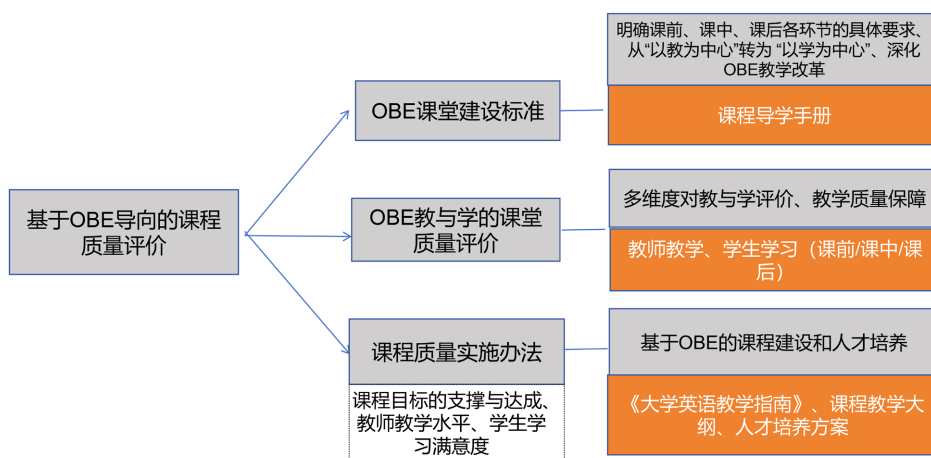 明确课前、课中、课后各环节的具体要求、
从“以教为中心”转为 “以学为中心”、深化
OBE教学改革
OBE课堂建设标准
课程导学手册
基于OBE导向的课程
质量评价
OBE教与学的课堂
质量评价
多维度对教与学评价、教学质量保障
教师教学、学生学习（课前/课中/课
后）
课程质量实施办法
基于OBE的课程建设和人才培养
课程目标的支撑与达成、
教师教学水平、学生学
习满意度
《大学英语教学指南》、课程教学大
纲、人才培养方案